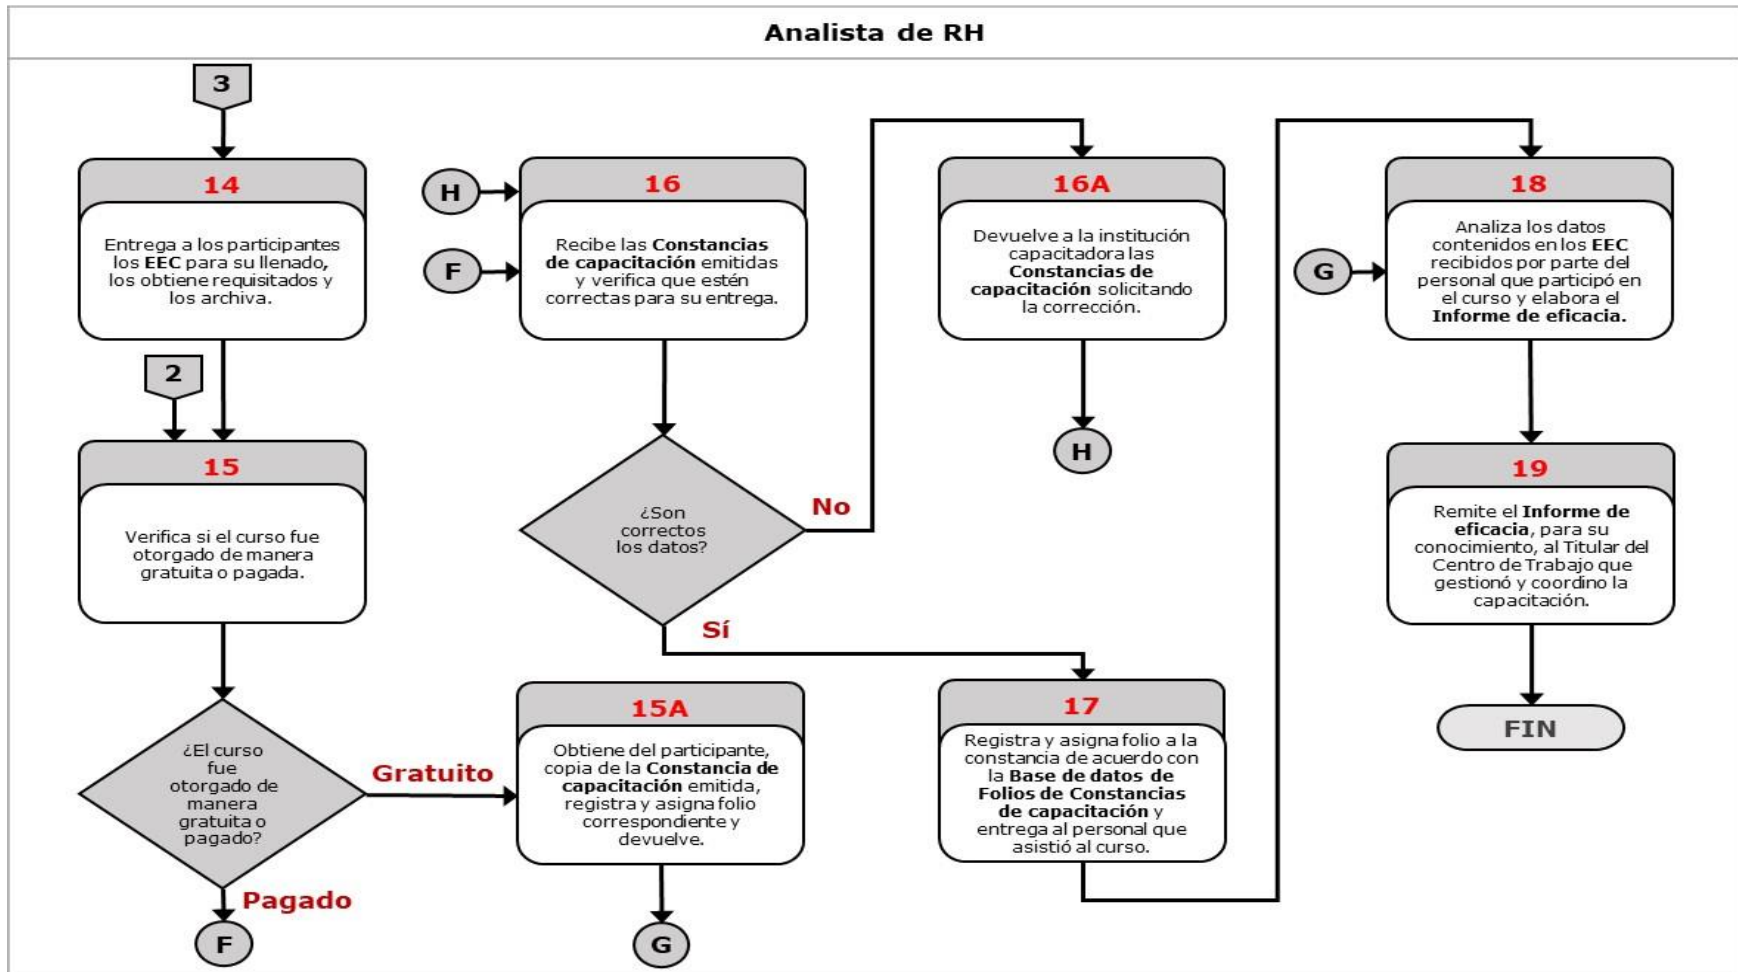 Analista de RH
3
14
Entrega a los participantes
los EEC para su llenado,
los obtiene requisitados y
los archiva.
2
15
Verifica si el curso fue
otorgado de manera
gratuita o pagada.
¿El curso
fue
otorgado de
manera
gratuita o
pagado?
Gratuito
Pagado
F
15A
Obtiene del participante,
copia de la Constancia de
capacitación emitida,
registra y asigna folio
correspondiente y
devuelve.
G
H
F
16
Recibe las Constancias
de capacitación emitidas
y verifica que estén
correctas para su entrega.
¿Son
correctos
los datos?
No
Sí
16A
Devuelve a la institución
capacitadora las
Constancias de
capacitación solicitando
la corrección.
H
17
Registra y asigna folio a la
constancia de acuerdo con
la Base de datos de
Folios de Constancias
de capacitación y
entrega al personal que
asistió al curso.
G
18
Analiza los datos
contenidos en los EEC
recibidos por parte del
personal que participó en
el curso y elabora el
Informe de eficacia.
19
Remite el Informe de
eficacia, para su
conocimiento, al Titular del
Centro de Trabajo que
gestionó y coordino la
capacitación.
FIN